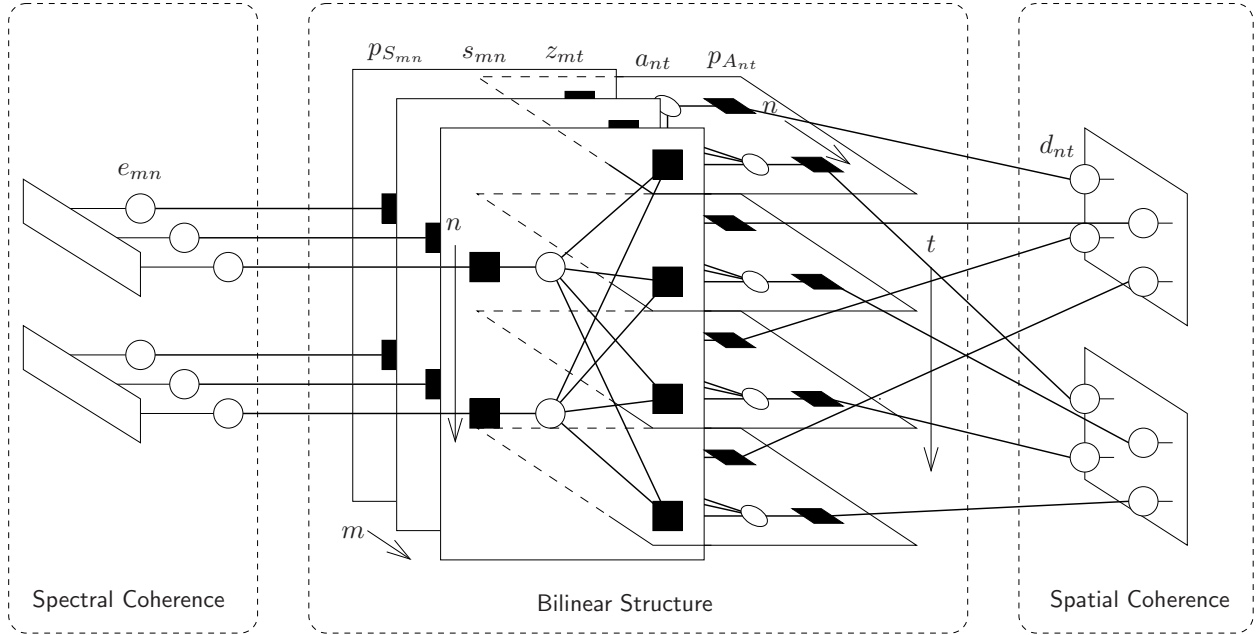 p_{S_{mn}} s_{mn} z_{mt} a_{nt} p_{A_{nt}}
n
d_{nt}
e_{mn}
n
t
m
Spectral Coherence
Bilinear Structure
Spatial Coherence